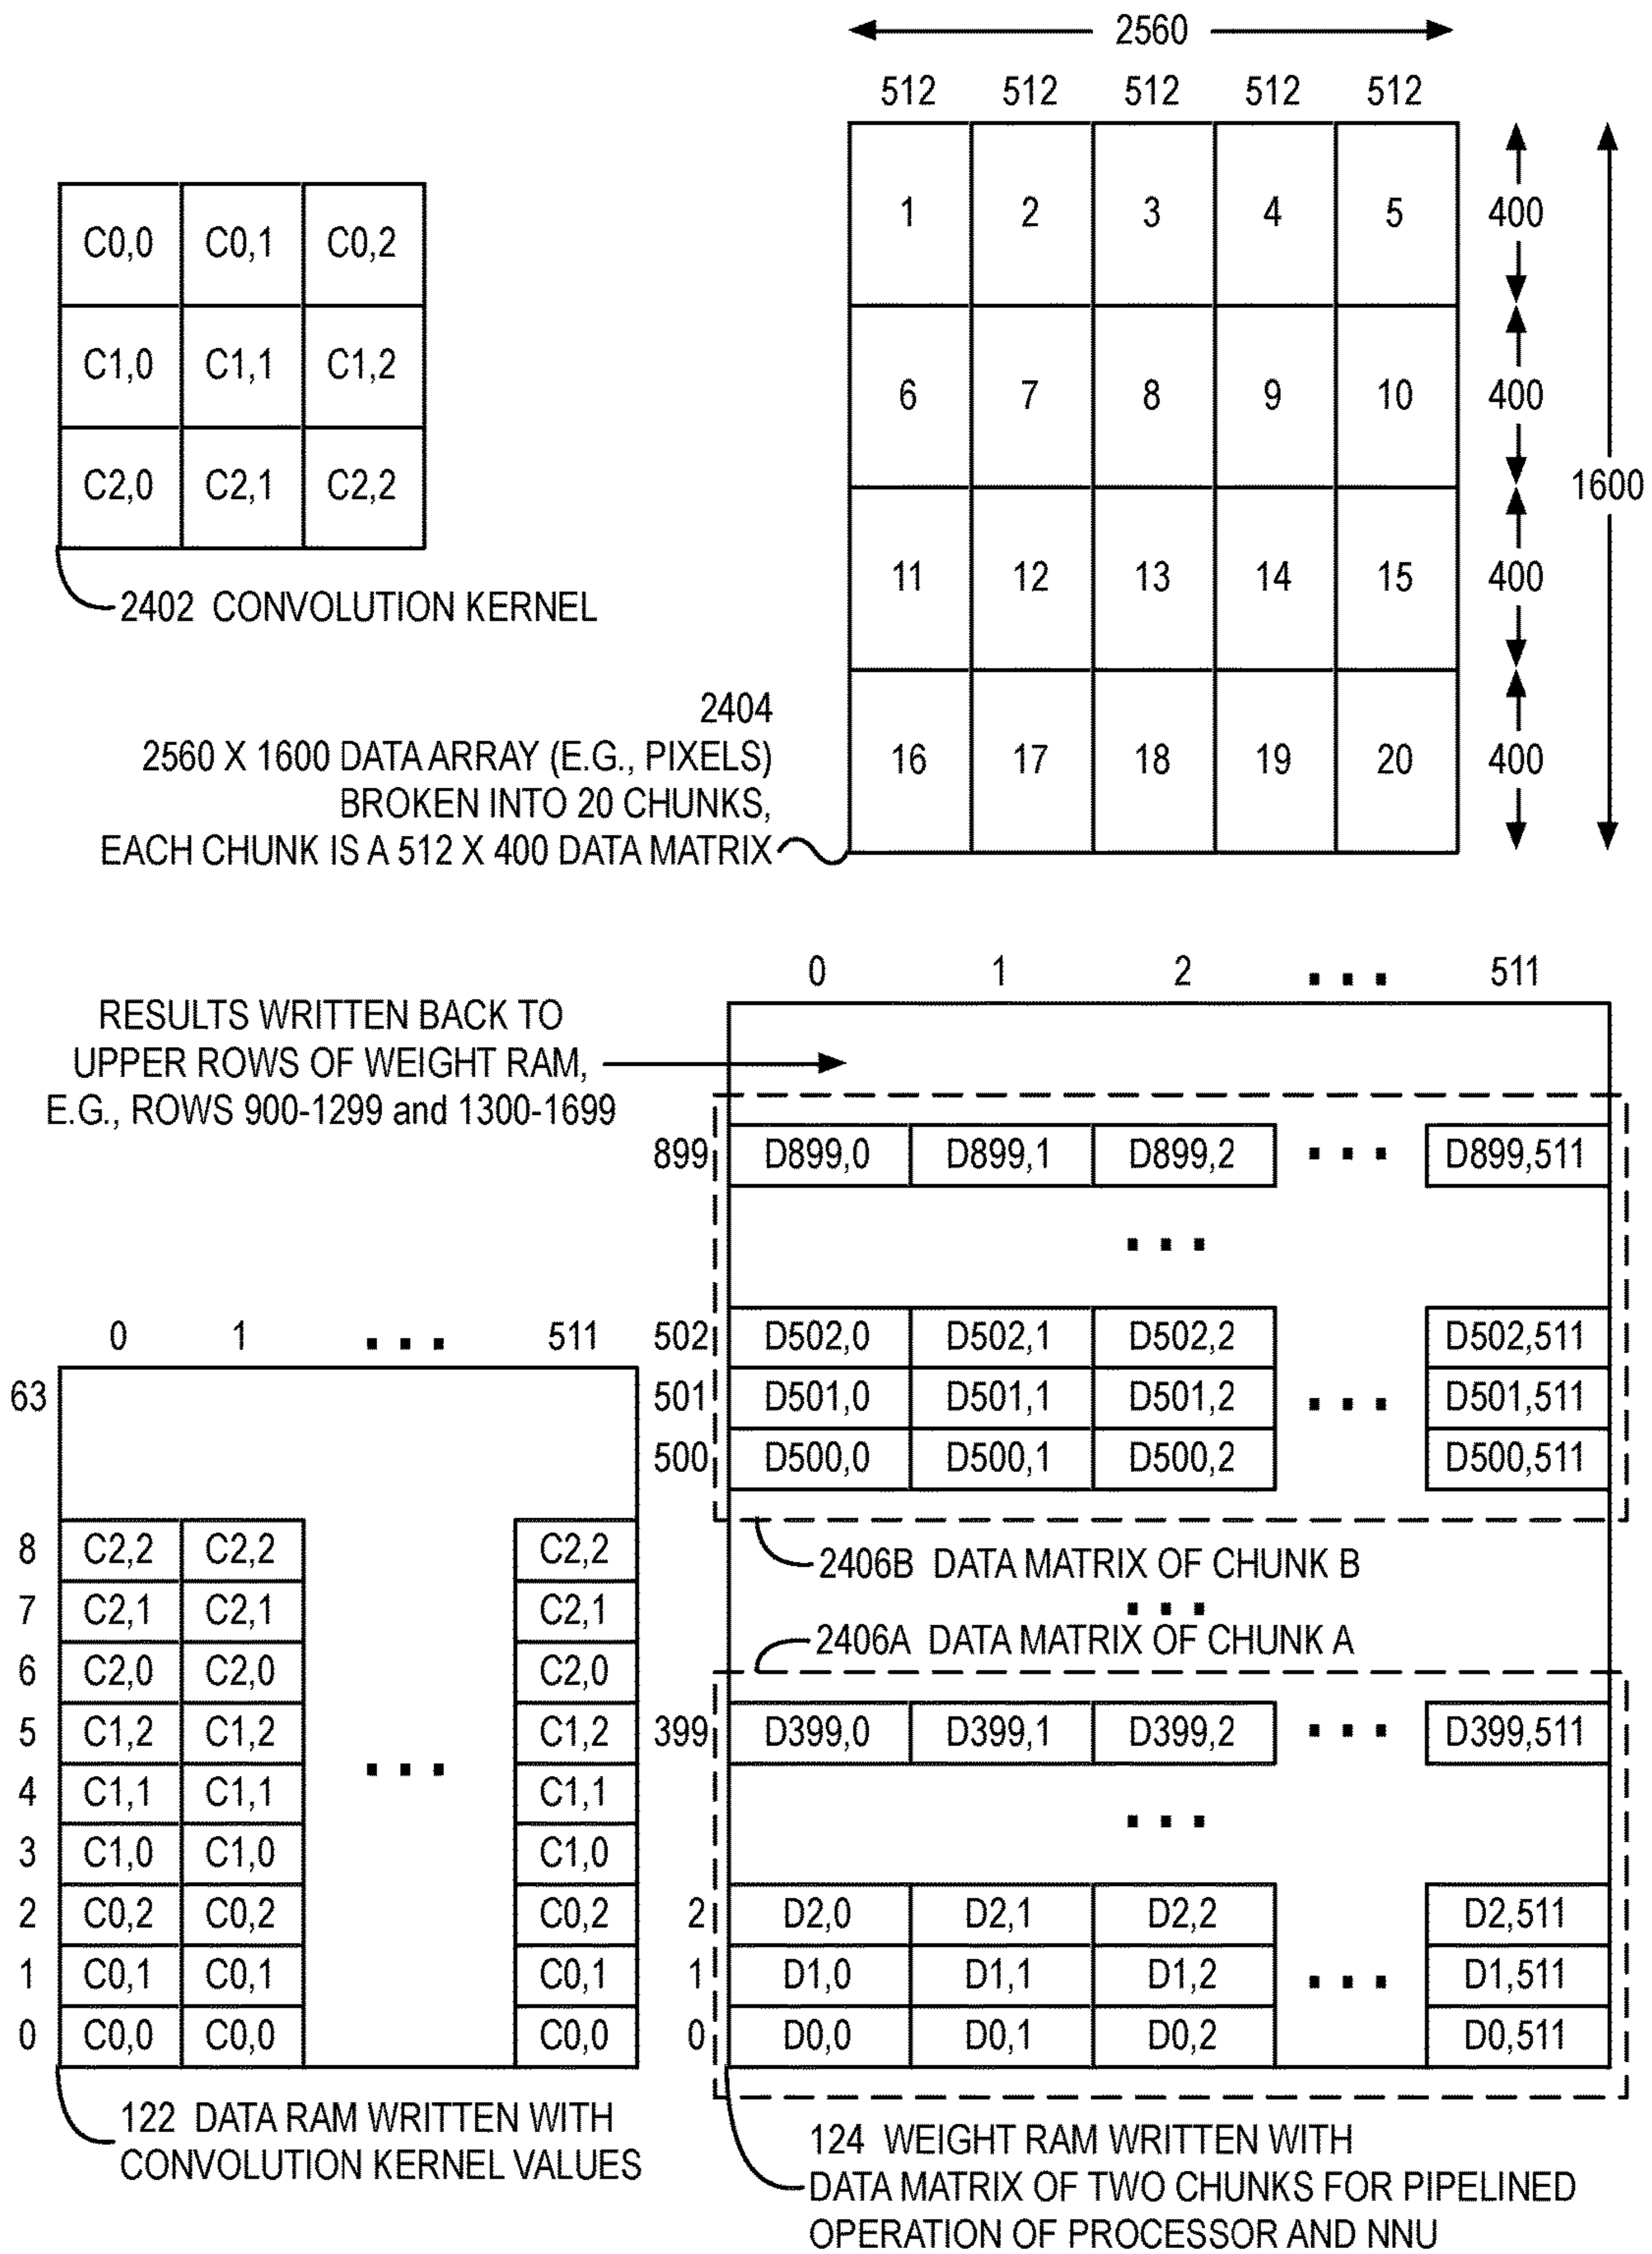 2560
512 512 512 512 512
1 2 3 4 5 400
6 7 8 9 10 400
1600
11 12 13 14 15 400
16 17 18 19 20 400
C0,0 C0,1 C0,2
C1,0 C1,1 C1,2
C2,0 C2,1 C2,2
2402 CONVOLUTION KERNEL
2404
2560 X 1600 DATA ARRAY (E.G., PIXELS)
BROKEN INTO 20 CHUNKS,
EACH CHUNK IS A 512 X 400 DATA MATRIX
RESULTS WRITTEN BACK TO
UPPER ROWS OF WEIGHT RAM,
E.G., ROWS 900-1299 and 1300-1699
0 1 2 ... 511
899 D899,0 D899,1 D899,2 ... D899,511
...
502 D502,0 D502,1 D502,2 D502,511
501 D501,0 D501,1 D501,2 ... D501,511
500 D500,0 D500,1 D500,2 D500,511
2406B DATA MATRIX OF CHUNK B
...
2406A DATA MATRIX OF CHUNK A
399 D399,0 D399,1 D399,2 ... D399,511
...
2 D2,0 D2,1 D2,2 D2,511
1 D1,0 D1,1 D1,2 ... D1,511
0 D0,0 D0,1 D0,2 D0,511
124 WEIGHT RAM WRITTEN WITH
DATA MATRIX OF TWO CHUNKS FOR PIPELINED
OPERATION OF PROCESSOR AND NNU
0 1 ... 511
63
8 C2,2 C2,2 C2,2
7 C2,1 C2,1 C2,1
6 C2,0 C2,0 C2,0
5 C1,2 C1,2 C1,2
...
4 C1,1 C1,1 C1,1
3 C1,0 C1,0 C1,0
2 C0,2 C0,2 C0,2
1 C0,1 C0,1 C0,1
0 C0,0 C0,0 C0,0
122 DATA RAM WRITTEN WITH
CONVOLUTION KERNEL VALUES